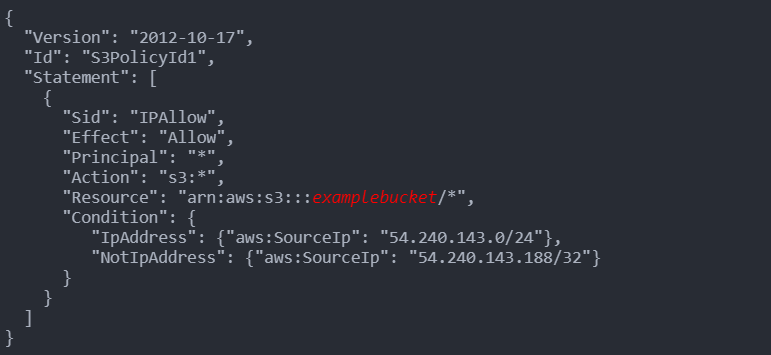 {
  "Version": "2012-10-17",
  "Id": "S3PolicyId1",
  "Statement": [
    {
      "Sid": "IPAllow",
      "Effect": "Allow",
      "Principal": "*",
      "Action": "s3:*",
      "Resource": "arn:aws:s3:::examplebucket/*",
      "Condition": {
         "IpAddress": {"aws:SourceIp": "54.240.143.0/24"},
         "NotIpAddress": {"aws:SourceIp": "54.240.143.188/32"}
      }
    }
  ]
}